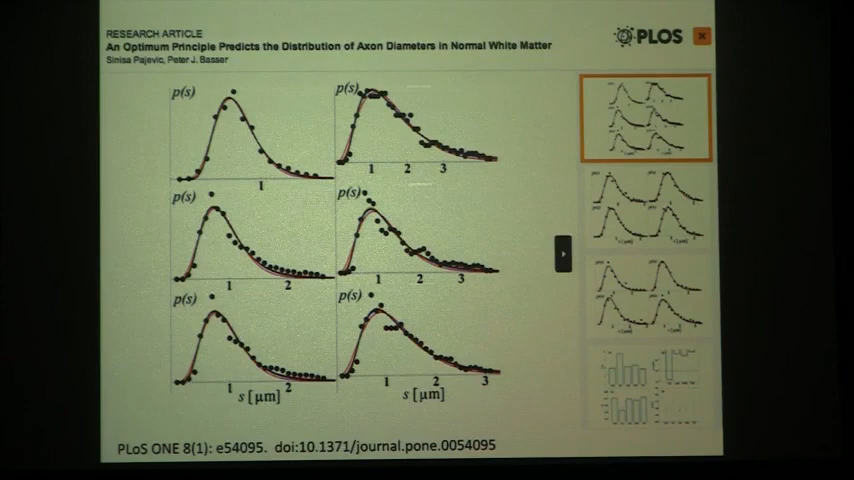 RESEARCH ARTICLE
An Optimum Principle Predicts the Distribution of Axon Diameters in Normal White Matter
Sinisa Pajevic, Peter J. Basser
PLOS
p(s)
1
p(s)
1 2 3
p(s)
1 2
p(s)
1 2 3
p(s)
1 2
s [μm]
p(s)
1 2 3
s [μm]
PLoS ONE 8(1): e54095. doi:10.1371/journal.pone.0054095